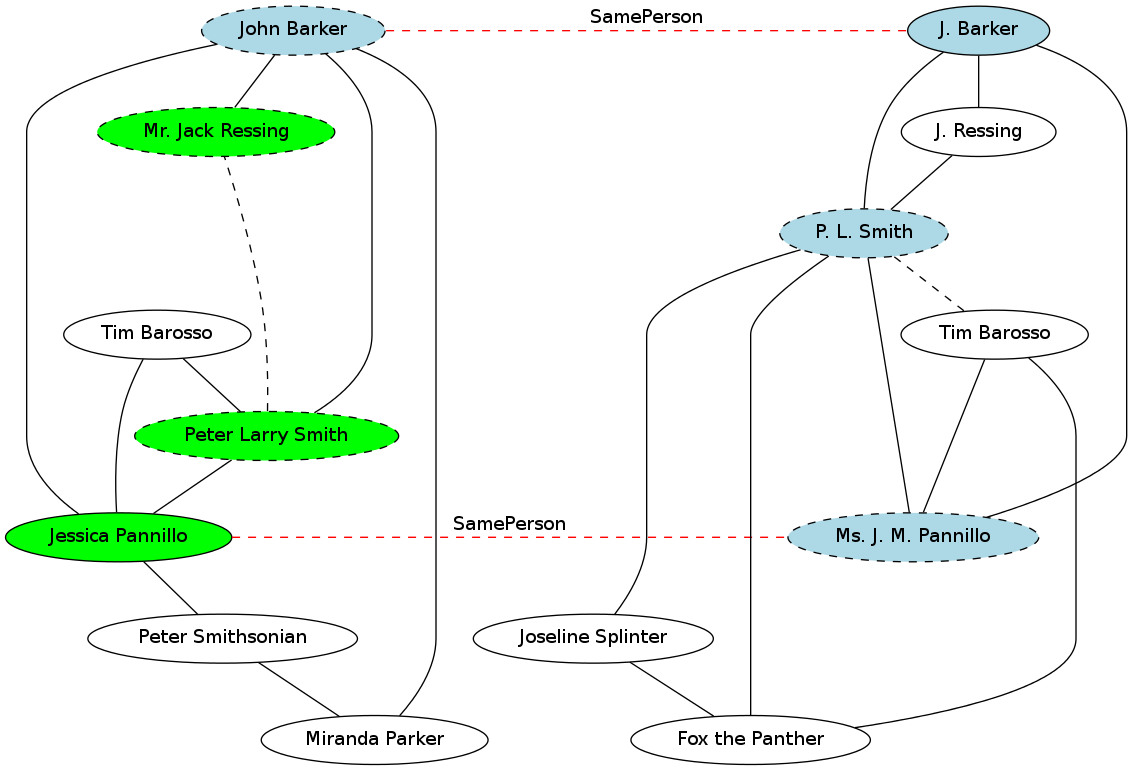 John Barker
SamePerson
J. Barker
Mr. Jack Ressing
J. Ressing
P. L. Smith
Tim Barosso
Tim Barosso
Peter Larry Smith
Jessica Pannillo
SamePerson
Ms. J. M. Pannillo
Peter Smithsonian
Joseline Splinter
Miranda Parker
Fox the Panther